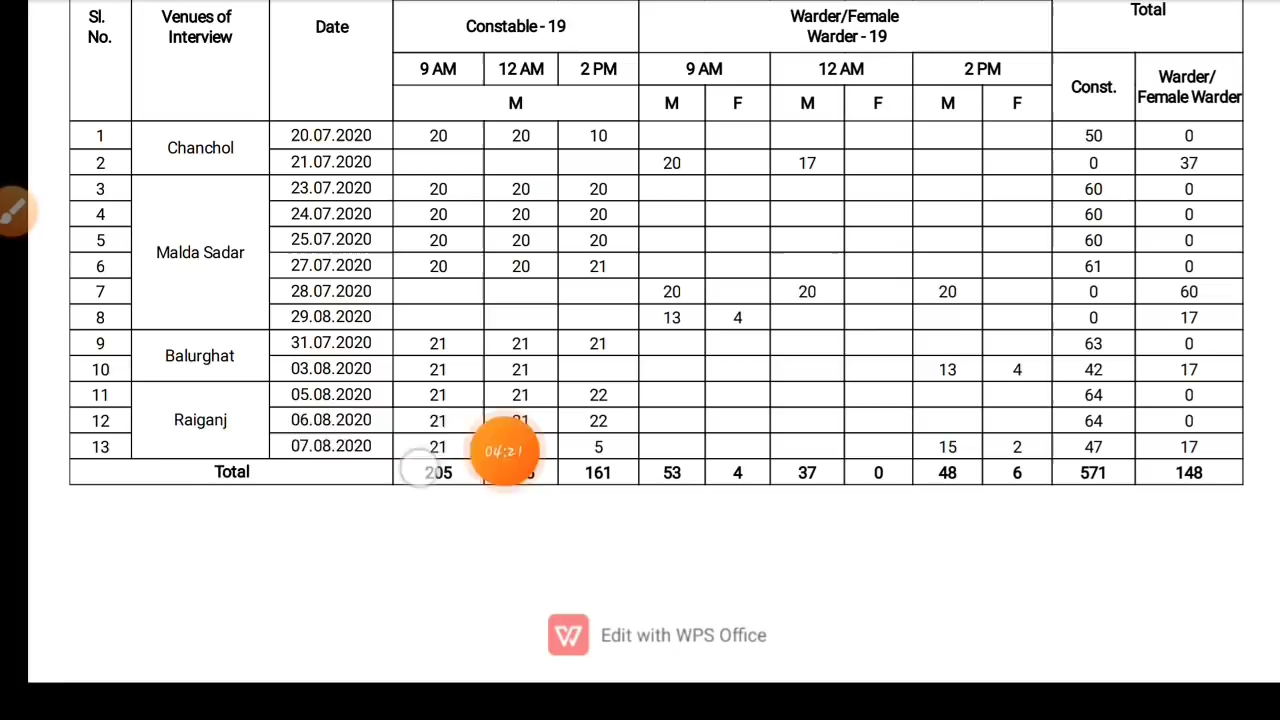 Sl. No. Venues of Interview Date Constable - 19 Warder/Female Warder - 19 Total
9 AM 12 AM 2 PM 9 AM 12 AM 2 PM Const. Warder/ Female Warder
M M F M F M F
1 Chanchol 20.07.2020 20 20 10 50 0
2 21.07.2020 20 17 0 37
3 Malda Sadar 23.07.2020 20 20 20 60 0
4 24.07.2020 20 20 20 60 0
5 25.07.2020 20 20 20 60 0
6 27.07.2020 20 20 21 61 0
7 28.07.2020 20 20 20 0 60
8 29.08.2020 13 4 0 17
9 Balurghat 31.07.2020 21 21 21 63 0
10 03.08.2020 21 21 13 4 42 17
11 Raiganj 05.08.2020 21 21 22 64 0
12 06.08.2020 21 21 22 64 0
13 07.08.2020 21 5 15 2 47 17
04:21
Total 205 161 53 4 37 0 48 6 571 148
Edit with WPS Office